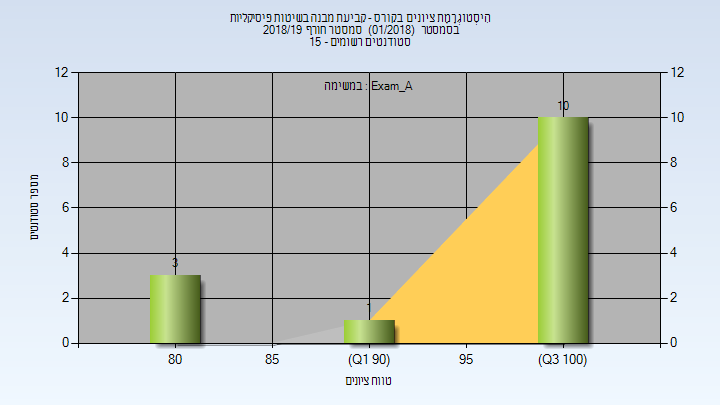 הִיסְטוֹגְרָמַת ציונים בקורס - קביעת מבנה בשיטות פיסיקליות
בסמסטר (01/2018) סמסטר חורף 2018/19
סטודנטים רשומים - 15
במשימה : Exam_A
12 12
10 10
8 8
6 6
4 4
2 2
0 0
3
1
10
מספר סטודנטים
80 85 (Q1 90) 95 (Q3 100)
טווח ציונים